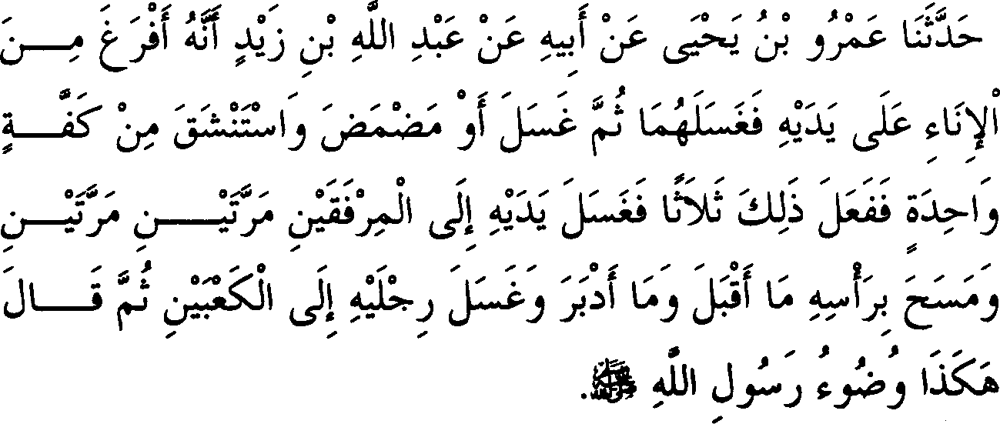 حَدَّثَنَا عَمْرُو بْنُ يَحْيَى عَنْ أَبِيهِ عَنْ عَبْدِ اللَّهِ بْنِ زَيْدٍ أَنَّهُ أَفْرَغَ مِنَ
الْإِنَاءِ عَلَى يَدَيْهِ فَغَسَلَهُمَا ثُمَّ غَسَلَ أَوْ مَضْمَضَ وَاسْتَنْشَقَ مِنْ كَفَّةٍ
وَاحِدَةٍ فَفَعَلَ ذَلِكَ ثَلَاثًا فَغَسَلَ يَدَيْهِ إِلَى الْمِرْفَقَيْنِ مَرَّتَيْنِ مَرَّتَيْنِ
وَمَسَحَ بِرَأْسِهِ مَا أَقْبَلَ وَمَا أَدْبَرَ وَغَسَلَ رِجْلَيْهِ إِلَى الْكَعْبَيْنِ ثُمَّ قَالَ
هَكَذَا وُضُوءُ رَسُولِ اللَّهِ ﷺ.